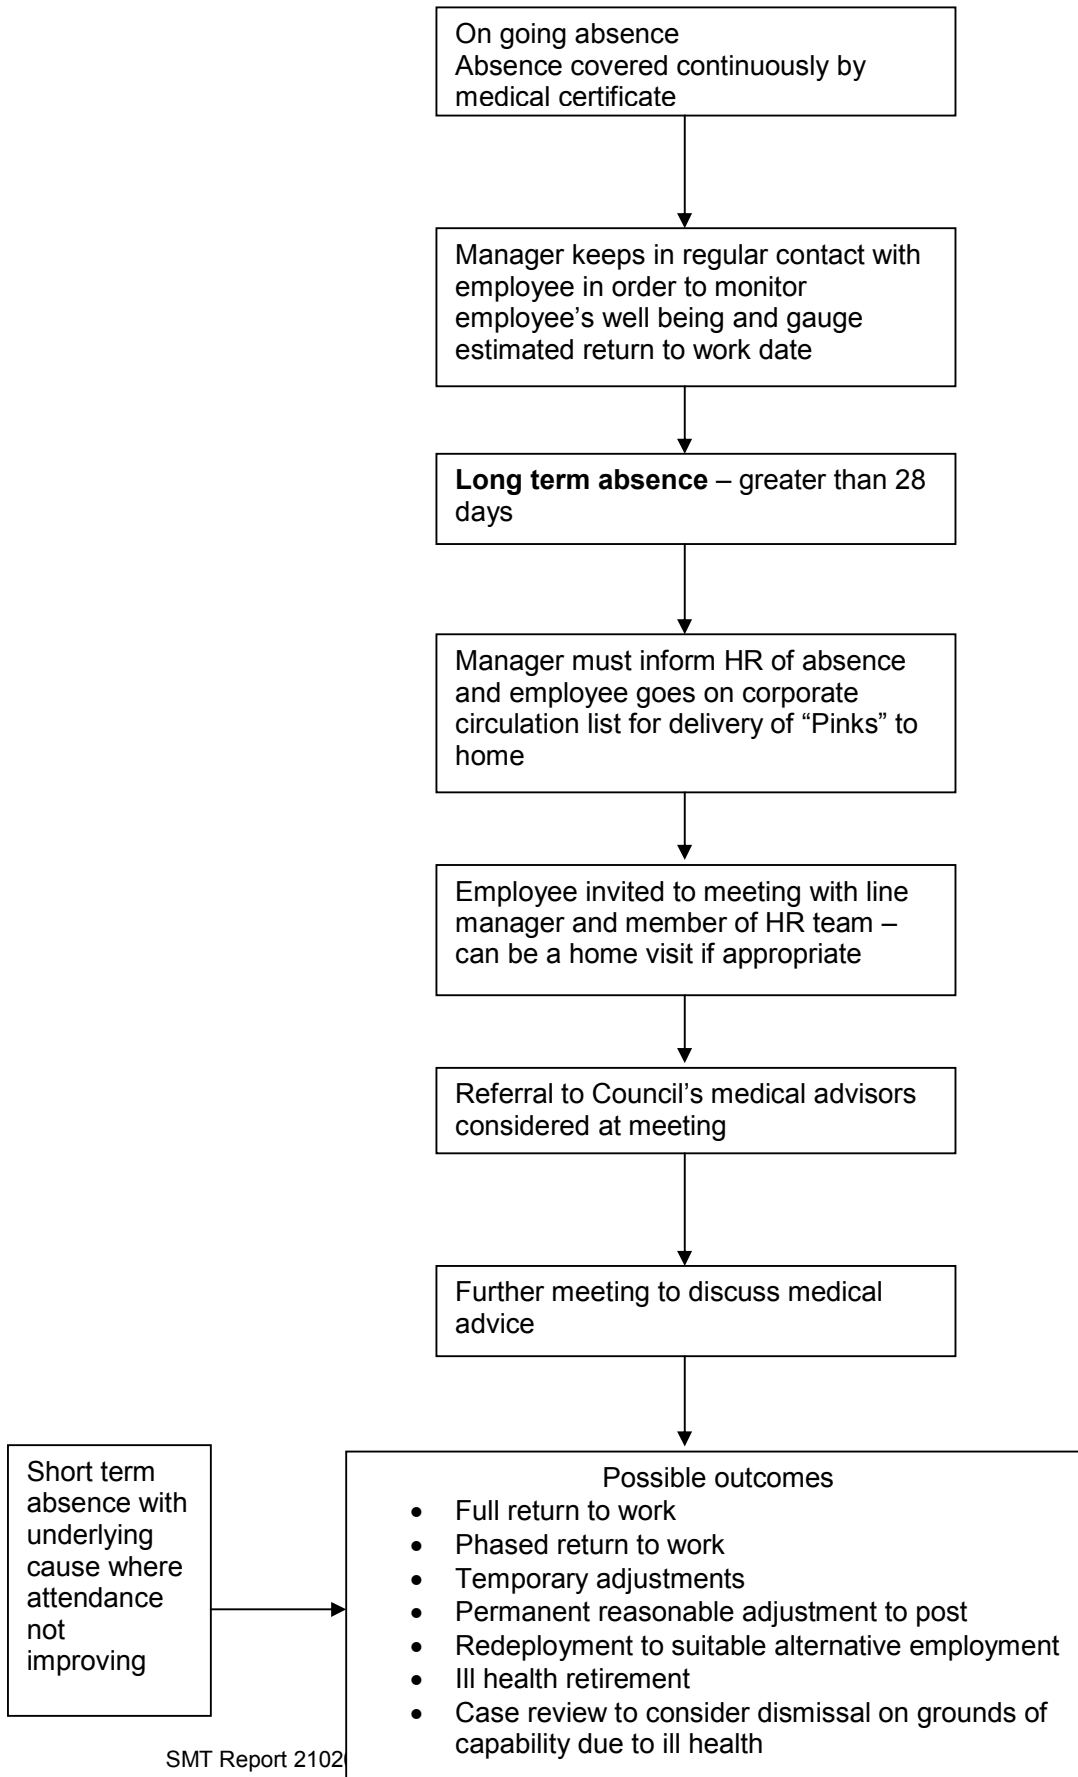 On going absence
Absence covered continuously by
medical certificate
Manager keeps in regular contact with
employee in order to monitor
employee’s well being and gauge
estimated return to work date
Long term absence – greater than 28
days
Manager must inform HR of absence
and employee goes on corporate
circulation list for delivery of “Pinks” to
home
Employee invited to meeting with line
manager and member of HR team –
can be a home visit if appropriate
Referral to Council’s medical advisors
considered at meeting
Further meeting to discuss medical
advice
Short term
absence with
underlying
cause where
attendance
not
improving
Possible outcomes
• Full return to work
• Phased return to work
• Temporary adjustments
• Permanent reasonable adjustment to post
• Redeployment to suitable alternative employment
• Ill health retirement
• Case review to consider dismissal on grounds of
capability due to ill health
SMT Report